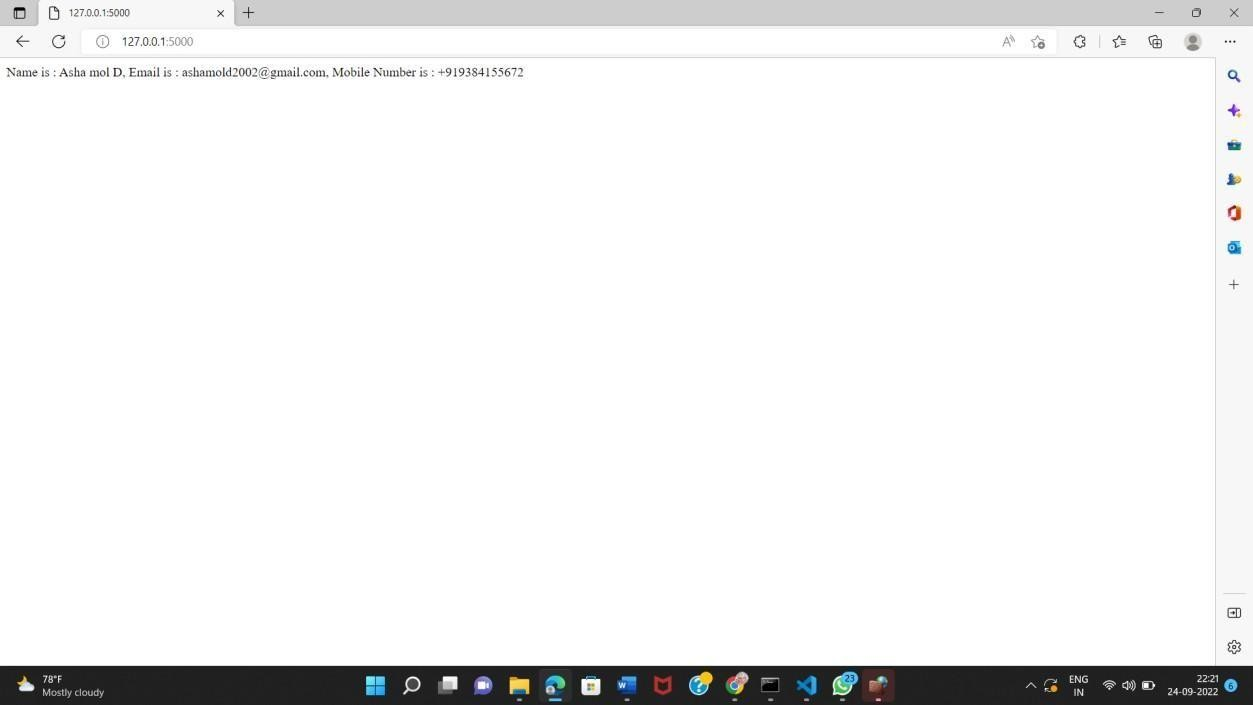 127.0.0.1:5000
127.0.0.1:5000
Name is : Asha mol D, Email is : ashamold2002@gmail.com, Mobile Number is : +919384155672
78°F
Mostly cloudy
23
ENG
IN
22:21
24-09-2022
6